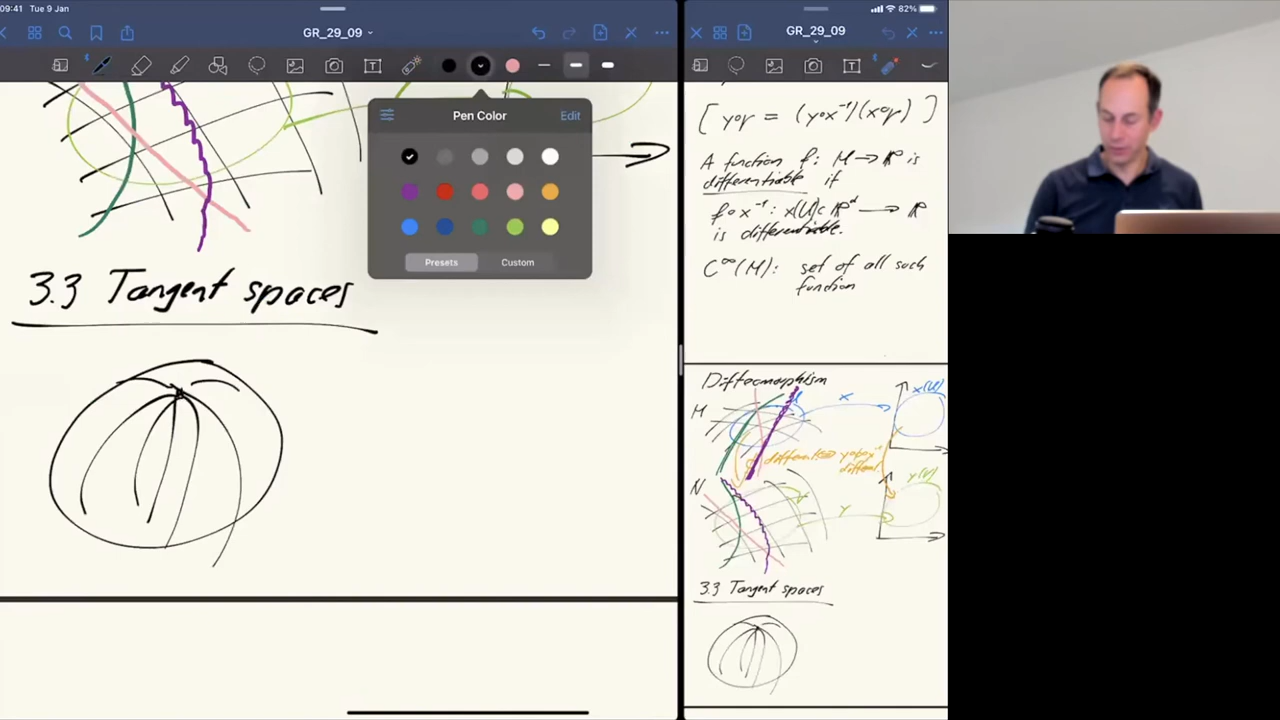 09:41 Tue 9 Jan
GR_29_09
Pen Color
Edit
Presets
Custom
3.3 Tangent spaces
82%
GR_29_09
[ y∘γ = (y∘x⁻¹)(x∘γ) ]
A function f: M → ℝ is
differentiable if
f∘x⁻¹: x(U) ⊂ ℝᵈ → ℝ
is differentiable.
C^∞(M): set of all such
function
Diffeomorphism
M
x
x(U)
N
y
y(V)
3.3 Tangent spaces